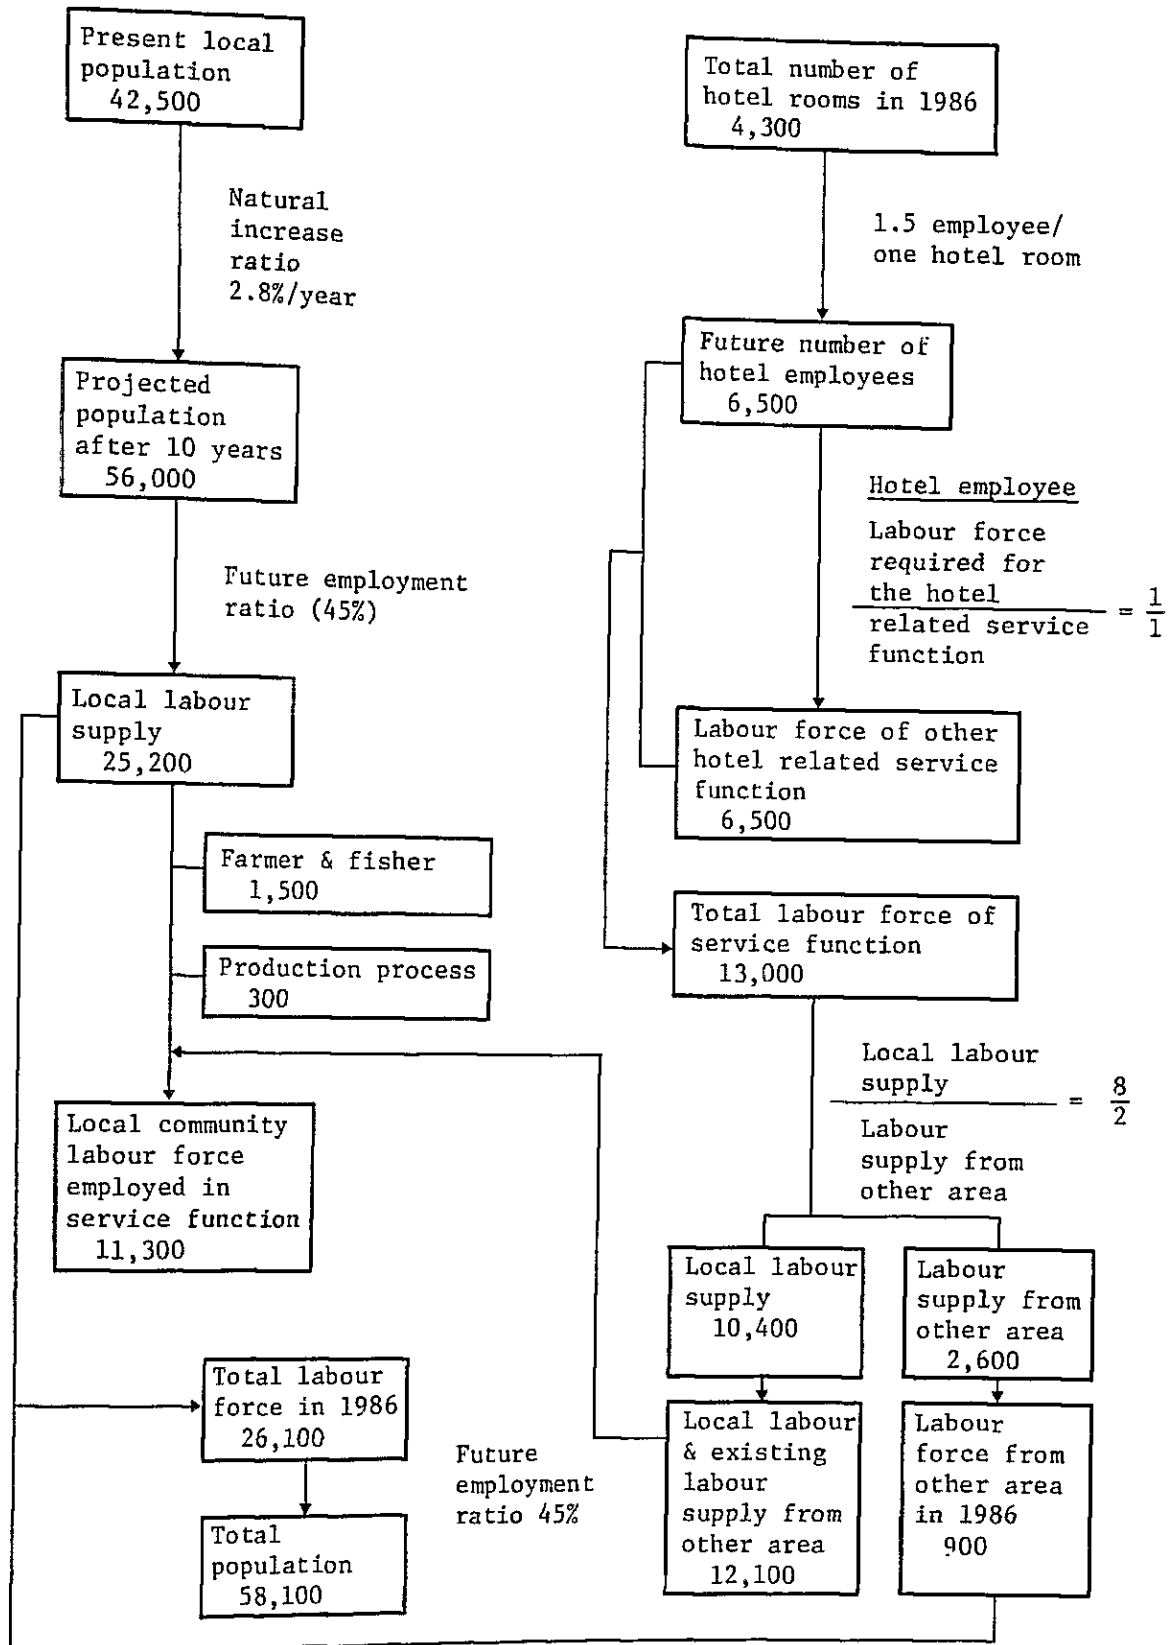 Present local
population
42,500
Natural
increase
ratio
2.8%/year
Projected
population
after 10 years
56,000
Future employment
ratio (45%)
Local labour
supply
25,200
Farmer & fisher
1,500
Production process
300
Local community
labour force
employed in
service function
11,300
Total labour
force in 1986
26,100
Future
employment
ratio 45%
Total
population
58,100
Total number of
hotel rooms in 1986
4,300
1.5 employee/
one hotel room
Future number of
hotel employees
6,500
Hotel employee
Labour force
required for
the hotel
related service
function
= 1/1
Labour force of other
hotel related service
function
6,500
Total labour force of
service function
13,000
Local labour
supply
= 8/2
Labour
supply from
other area
Local labour
supply
10,400
Labour
supply from
other area
2,600
Local labour
& existing
labour
supply from
other area
12,100
Labour
force from
other area
in 1986
900